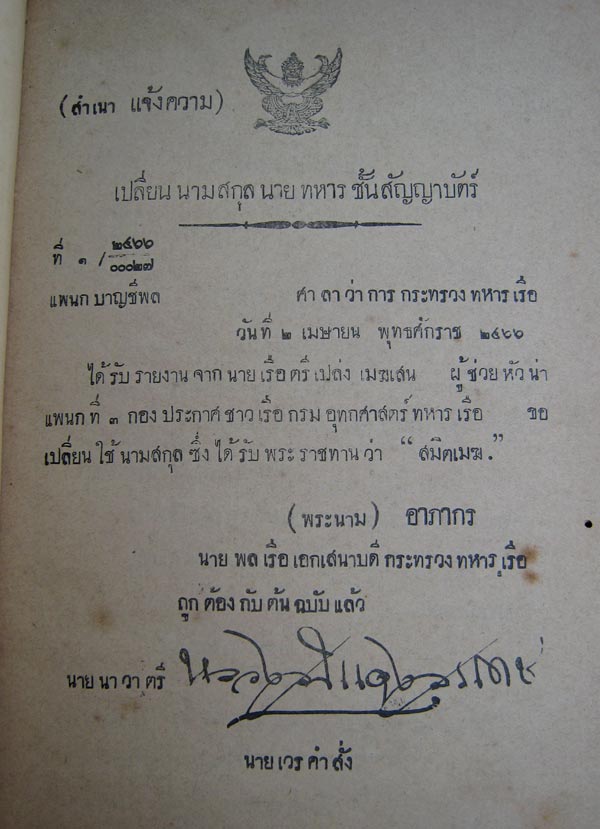 (สำเนา แจ้งความ)
เปลี่ยน นามสกุล นาย ทหาร ชั้นสัญญาบัตร์
ที่ ๑ / ๒๔๖๖
๐๐๐๒๗
แพนก บาญชีพล ศา ลา ว่า การ กระทรวง ทหาร เรือ
วัน ที่ ๒ เมษายน พุทธศักราช ๒๔๖๖
ได้ รับ รายงาน จาก นาย เรือ ตรี เปล่ง เมฆเสน ผู้ ช่วย หัว น่า
แพนก ที่ ๓ กอง ประกาศ ชาว เรือ กรม อุทกศาสตร์ ทหาร เรือ ขอ
เปลี่ยน ใช้ นามสกุล ซึ่ง ได้ รับ พระ ราชทาน ว่า “ สมิตเมฆ .”
(พระนาม) อาภากร
นาย พล เรือ เอกเสนาบดี กระทรวง ทหาร เรือ
ถูก ต้อง กับ ต้น ฉบับ แล้ว
นาย นา วา ตรี
นาย เวร คำ สั่ง